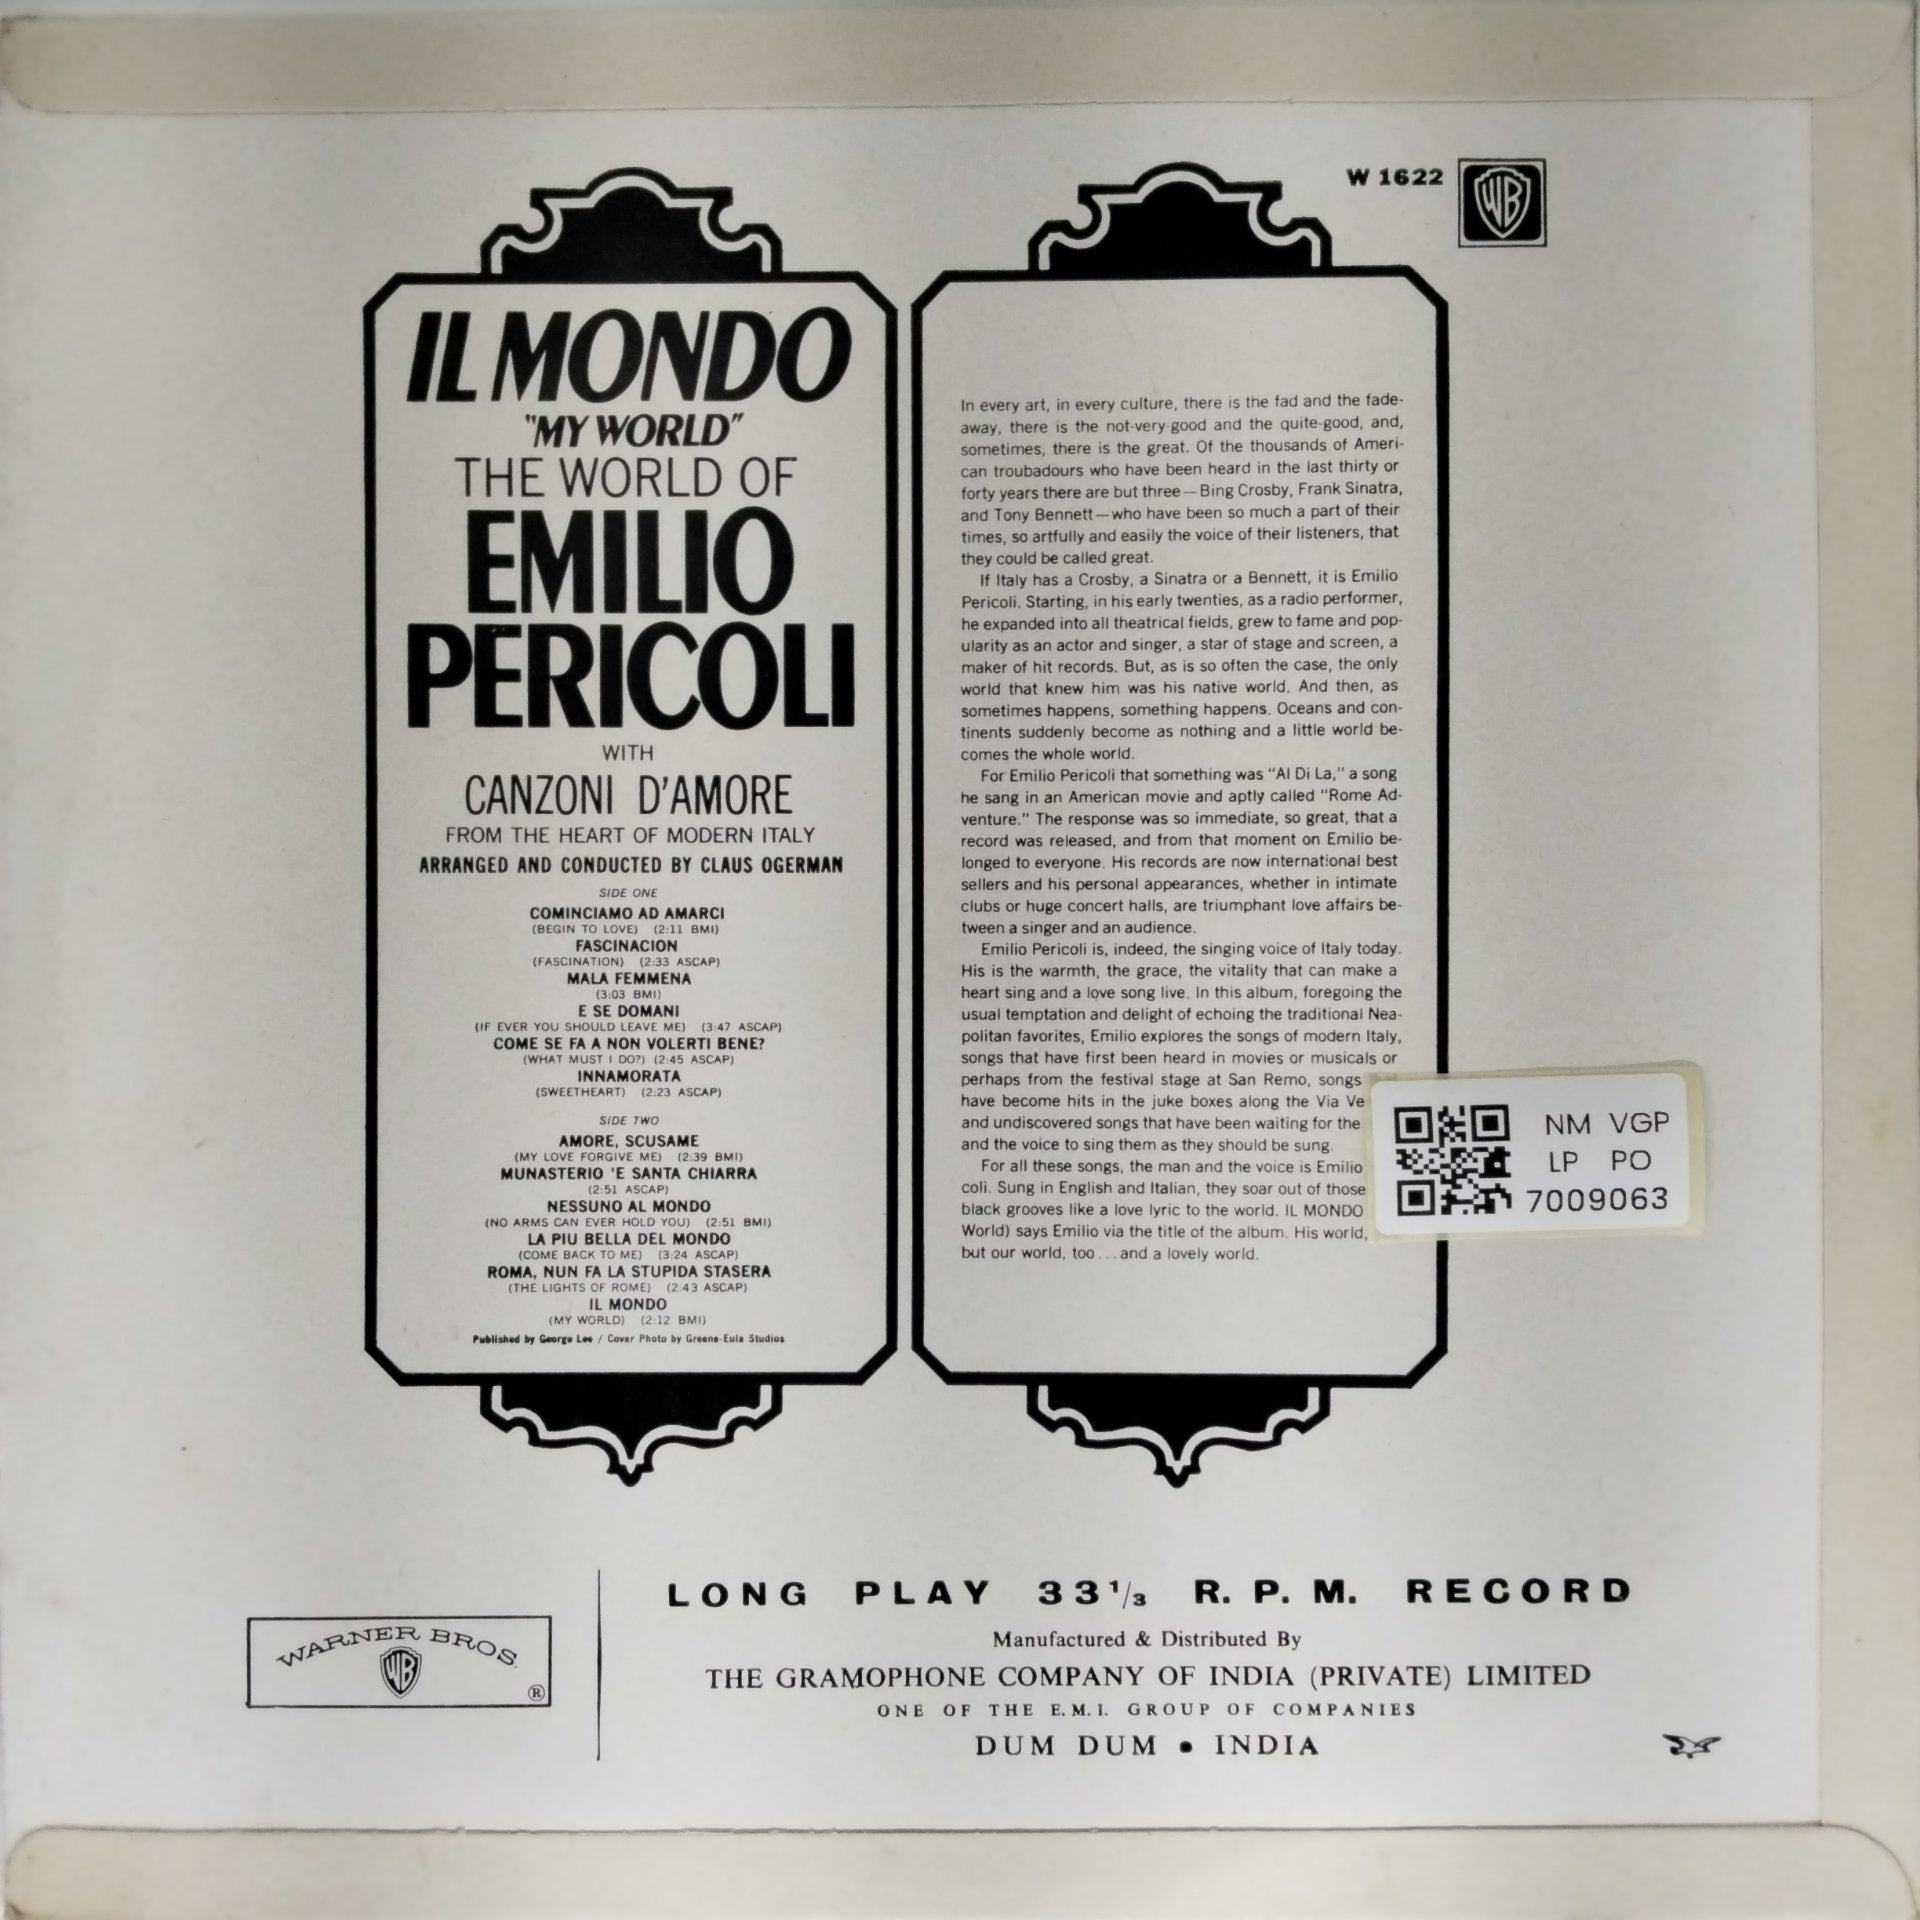 W 1622
WB
IL MONDO
"MY WORLD"
THE WORLD OF
EMILIO
PERICOLI
WITH
CANZONI D'AMORE
FROM THE HEART OF MODERN ITALY
ARRANGED AND CONDUCTED BY CLAUS OGERMAN
SIDE ONE
COMINCIAMO AD AMARCI
(BEGIN TO LOVE) (2:11 BMI)
FASCINACION
(FASCINATION) (2:33 ASCAP)
MALA FEMMENA
(3:03 BMI)
E SE DOMANI
(IF EVER YOU SHOULD LEAVE ME) (3:47 ASCAP)
COME SE FA A NON VOLERTI BENE?
(WHAT MUST I DO?) (2:45 ASCAP)
INNAMORATA
(SWEETHEART) (2:23 ASCAP)
SIDE TWO
AMORE, SCUSAME
(MY LOVE FORGIVE ME) (2:39 BMI)
MUNASTERIO 'E SANTA CHIARRA
(2:51 ASCAP)
NESSUNO AL MONDO
(NO ARMS CAN EVER HOLD YOU) (2:51 BMI)
LA PIU BELLA DEL MONDO
(COME BACK TO ME) (3:24 ASCAP)
ROMA, NUN FA LA STUPIDA STASERA
(THE LIGHTS OF ROME) (2:43 ASCAP)
IL MONDO
(MY WORLD) (2:12 BMI)
Published by George Lee / Cover Photo by Greene-Eula Studios
In every art, in every culture, there is the fad and the fade-
away, there is the not-very-good and the quite-good, and,
sometimes, there is the great. Of the thousands of Ameri-
can troubadours who have been heard in the last thirty or
forty years there are but three—Bing Crosby, Frank Sinatra,
and Tony Bennett—who have been so much a part of their
times, so artfully and easily the voice of their listeners, that
they could be called great.
If Italy has a Crosby, a Sinatra or a Bennett, it is Emilio
Pericoli. Starting, in his early twenties, as a radio performer,
he expanded into all theatrical fields, grew to fame and pop-
ularity as an actor and singer, a star of stage and screen, a
maker of hit records. But, as is so often the case, the only
world that knew him was his native world. And then, as
sometimes happens, something happens. Oceans and con-
tinents suddenly become as nothing and a little world be-
comes the whole world.
For Emilio Pericoli that something was "Al Di La," a song
he sang in an American movie and aptly called "Rome Ad-
venture." The response was so immediate, so great, that a
record was released, and from that moment on Emilio be-
longed to everyone. His records are now international best
sellers and his personal appearances, whether in intimate
clubs or huge concert halls, are triumphant love affairs be-
tween a singer and an audience.
Emilio Pericoli is, indeed, the singing voice of Italy today.
His is the warmth, the grace, the vitality that can make a
heart sing and a love song live. In this album, foregoing the
usual temptation and delight of echoing the traditional Nea-
politan favorites, Emilio explores the songs of modern Italy,
songs that have first been heard in movies or musicals or
perhaps from the festival stage at San Remo, songs
have become hits in the juke boxes along the Via Ve
and undiscovered songs that have been waiting for the
and the voice to sing them as they should be sung.
For all these songs, the man and the voice is Emilio
coli. Sung in English and Italian, they soar out of those
black grooves like a love lyric to the world. IL MONDO
World) says Emilio via the title of the album. His world,
but our world, too...and a lovely world.
NM VGP
LP PO
7009063
WARNER BROS.
WB
®
LONG PLAY 33 1/3 R. P. M. RECORD
Manufactured & Distributed By
THE GRAMOPHONE COMPANY OF INDIA (PRIVATE) LIMITED
ONE OF THE E.M.I. GROUP OF COMPANIES
DUM DUM • INDIA